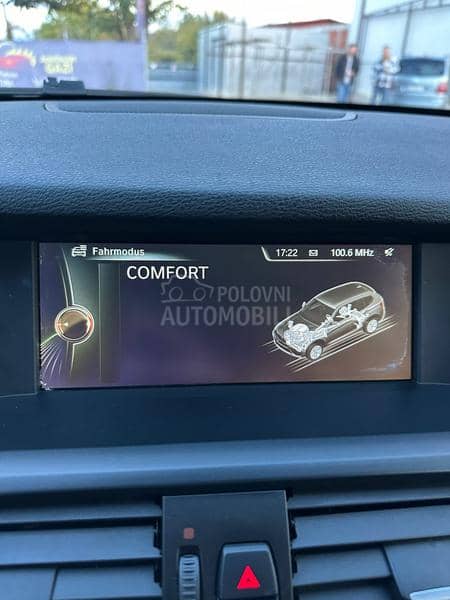 Fahrmodus 17:22 100.6 MHz
COMFORT
POLOVNI
AUTOMOBILI